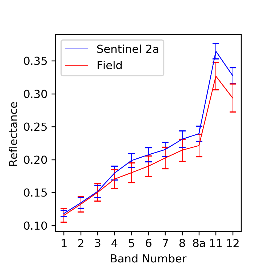 Sentinel 2a
Field
Reflectance
0.35
0.30
0.25
0.20
0.15
0.10
1 2 3 4 5 6 7 8 8a 11 12
Band Number